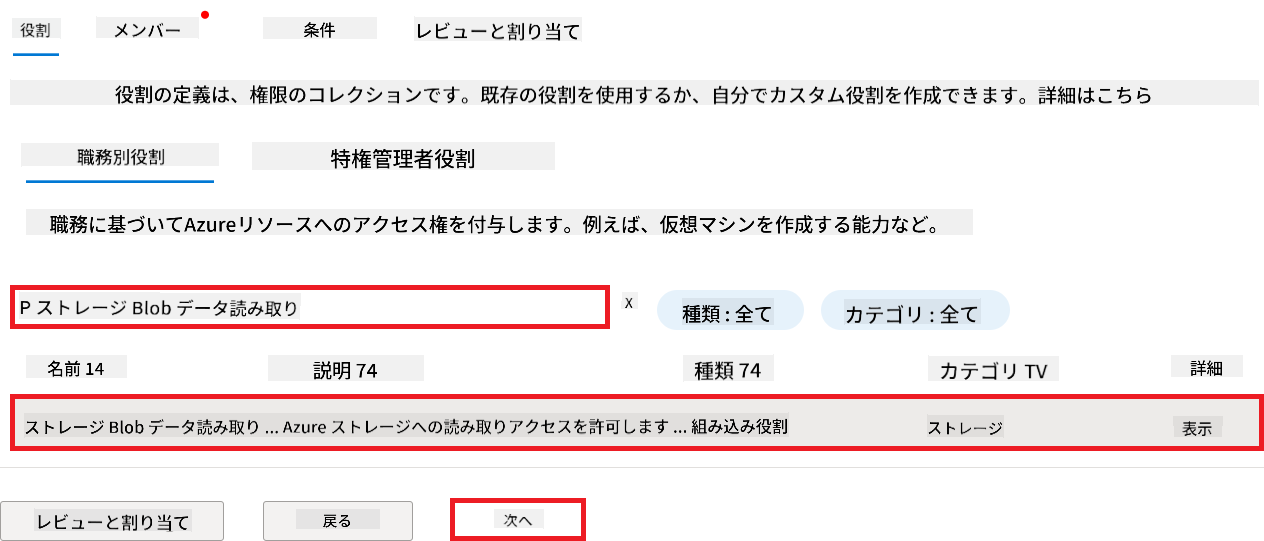 役割 メンバー 条件 レビューと割り当て
役割の定義は、権限のコレクションです。既存の役割を使用するか、自分でカスタム役割を作成できます。詳細はこちら
職務別役割 特権管理者役割
職務に基づいてAzureリソースへのアクセス権を付与します。例えば、仮想マシンを作成する能力など。
P ストレージ Blob データ読み取り X 種類 : 全て カテゴリ : 全て
名前 14 説明 74 種類 74 カテゴリ TV 詳細
ストレージ Blob データ読み取り ... Azure ストレージへの読み取りアクセスを許可します ... 組み込み役割 ストレージ 表示
レビューと割り当て 戻る 次へ